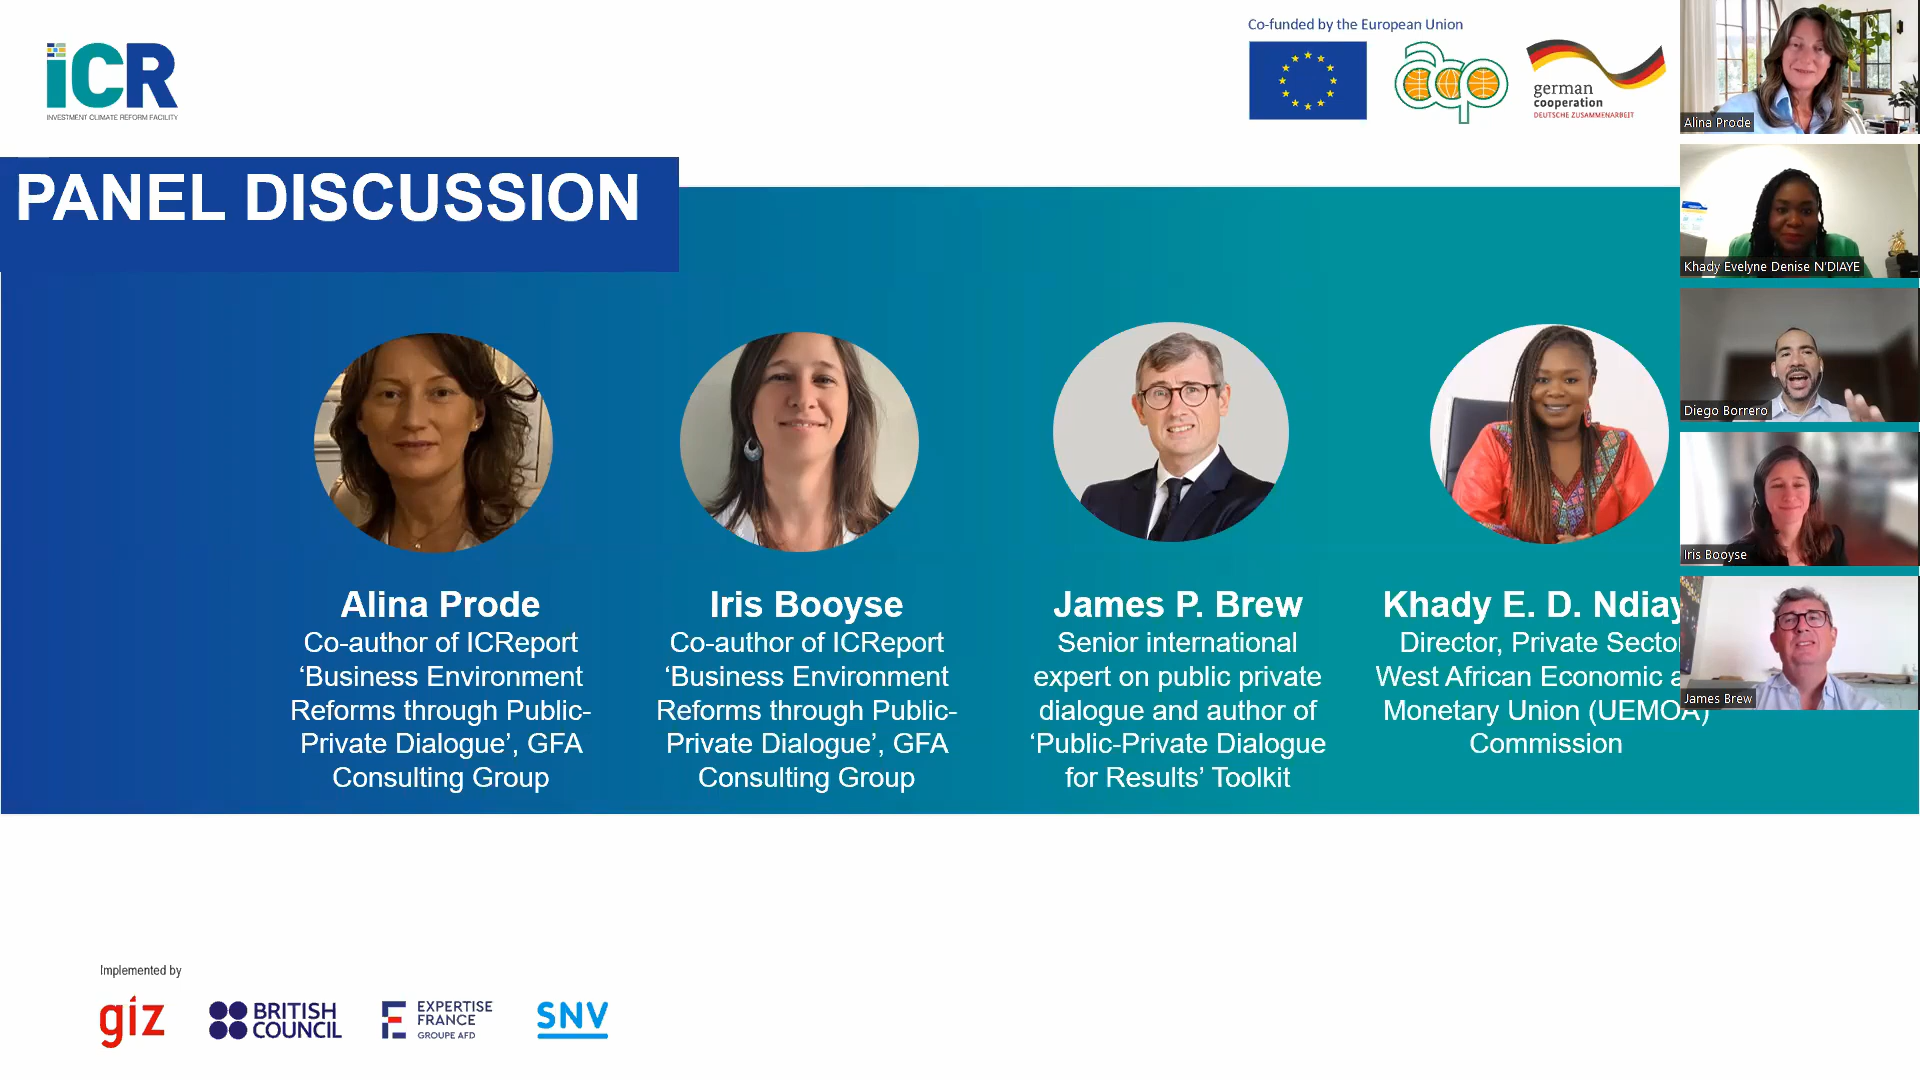 iCR
INVESTMENT CLIMATE REFORM FACILITY
Co-funded by the European Union
acp
german
cooperation
DEUTSCHE ZUSAMMENARBEIT
PANEL DISCUSSION
Alina Prode
Co-author of ICReport
‘Business Environment
Reforms through Public-
Private Dialogue’, GFA
Consulting Group
Iris Booyse
Co-author of ICReport
‘Business Environment
Reforms through Public-
Private Dialogue’, GFA
Consulting Group
James P. Brew
Senior international
expert on public private
dialogue and author of
‘Public-Private Dialogue
for Results’ Toolkit
Khady E. D. Ndiay
Director, Private Secto
West African Economic a
Monetary Union (UEMOA)
Commission
Alina Prode
Khady Evelyne Denise N'DIAYE
Diego Borrero
Iris Booyse
James Brew
Implemented by
giz
BRITISH
COUNCIL
EXPERTISE
FRANCE
GROUPE AFD
SNV